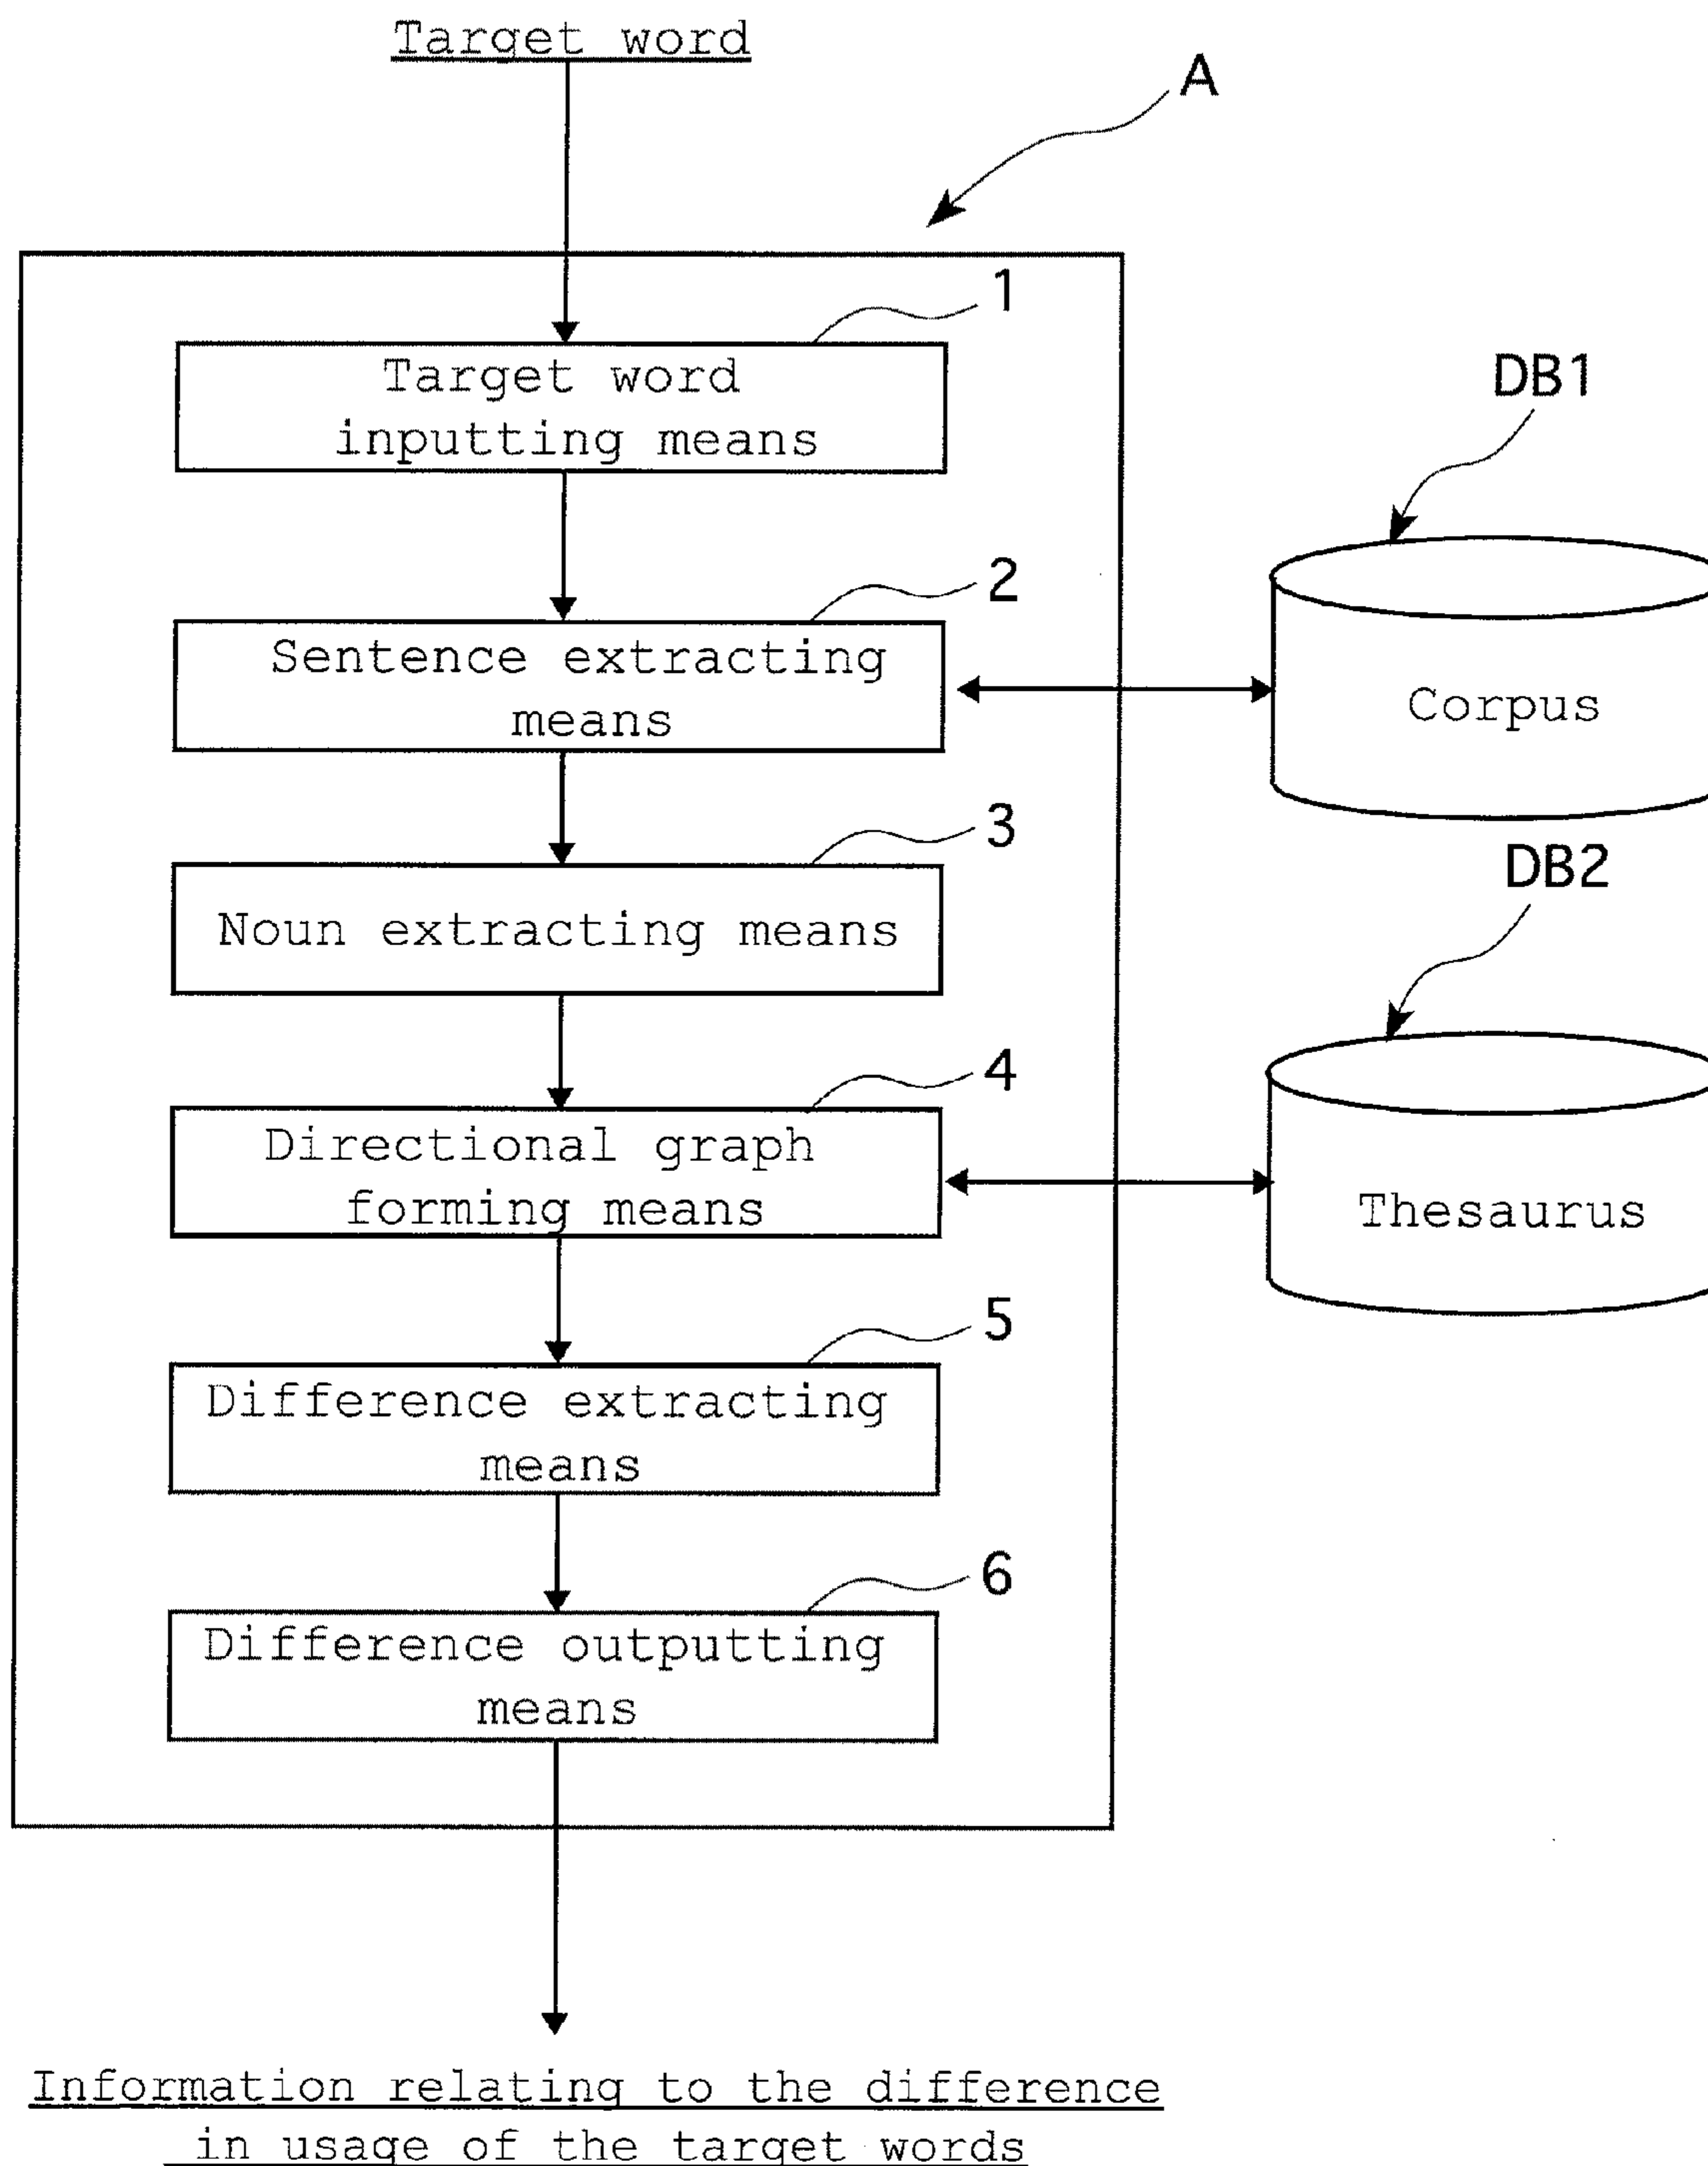 Target word
A
1
Target word
inputting means
DB1
2
Sentence extracting
means
Corpus
3
DB2
Noun extracting means
4
Directional graph
forming means
Thesaurus
5
Difference extracting
means
6
Difference outputting
means
Information relating to the difference
in usage of the target words